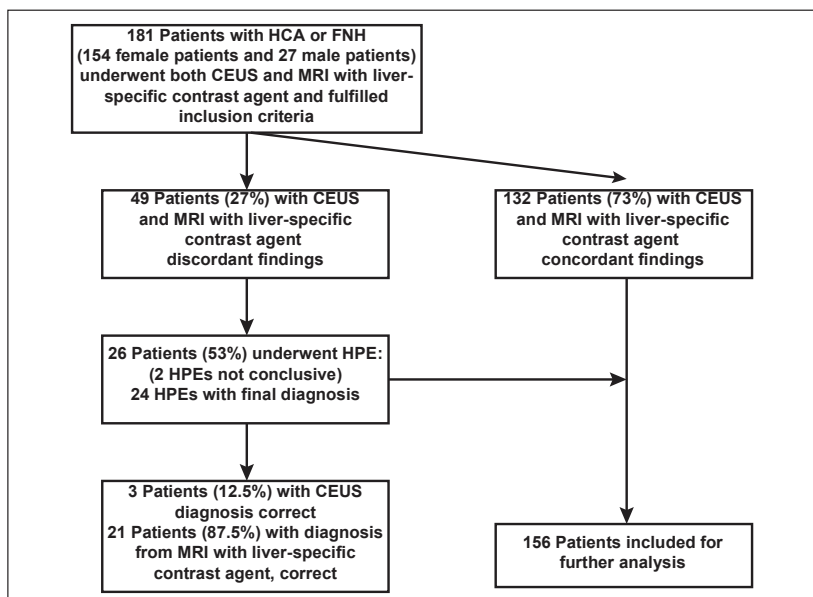 181 Patients with HCA or FNH
(154 female patients and 27 male patients)
underwent both CEUS and MRI with liver-
specific contrast agent and fulfilled
inclusion criteria
49 Patients (27%) with CEUS
and MRI with liver-specific
contrast agent
discordant findings
132 Patients (73%) with CEUS
and MRI with liver-specific
contrast agent
concordant findings
26 Patients (53%) underwent HPE:
(2 HPEs not conclusive)
24 HPEs with final diagnosis
3 Patients (12.5%) with CEUS
diagnosis correct
21 Patients (87.5%) with diagnosis
from MRI with liver-specific
contrast agent, correct
156 Patients included for
further analysis